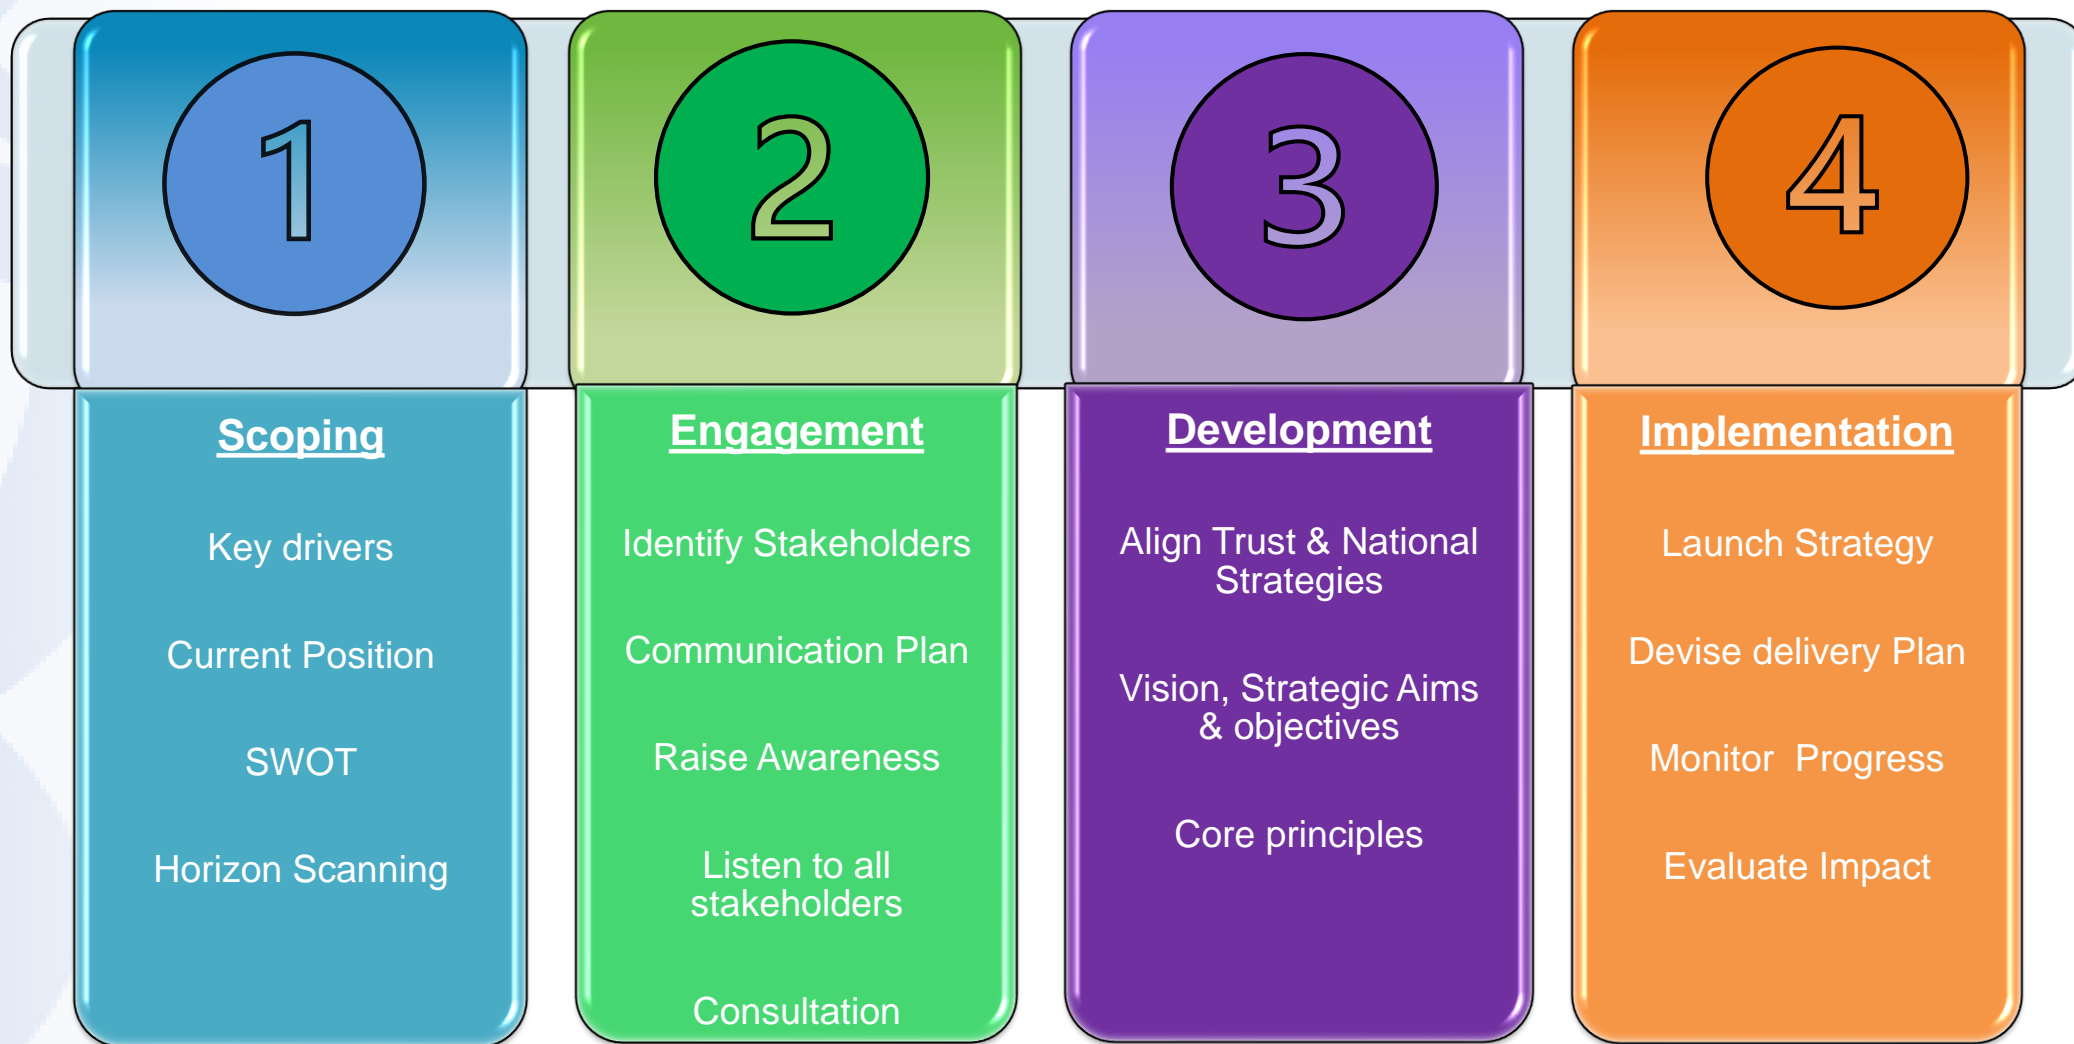 1
Scoping
Key drivers
Current Position
SWOT
Horizon Scanning
2
Engagement
Identify Stakeholders
Communication Plan
Raise Awareness
Listen to all
stakeholders
Consultation
3
Development
Align Trust & National
Strategies
Vision, Strategic Aims
& objectives
Core principles
4
Implementation
Launch Strategy
Devise delivery Plan
Monitor  Progress
Evaluate Impact